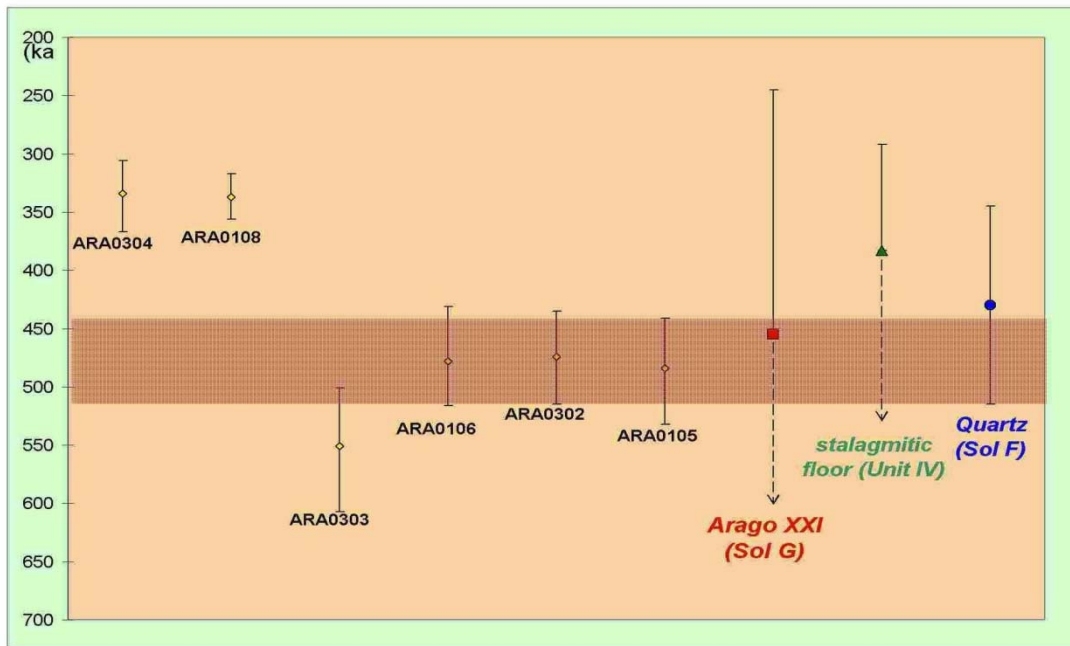 200
(ka
250
300
350
400
450
500
550
600
650
700
ARA0304
ARA0108
ARA0303
ARA0106
ARA0302
ARA0105
Arago XXI
(Sol G)
stalagmitic
floor (Unit IV)
Quartz
(Sol F)